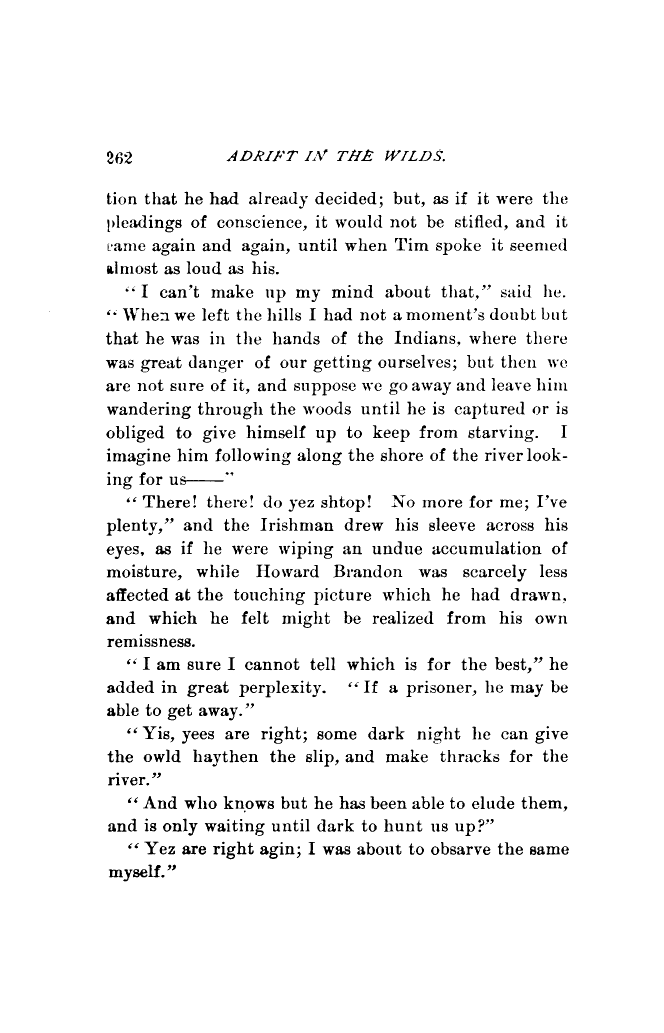 262 ADRIFT IN THE WILDS.
tion that he had already decided; but, as if it were the
pleadings of conscience, it would not be stifled, and it
came again and again, until when Tim spoke it seemed
almost as loud as his.
“I can't make up my mind about that,” said he.
“When we left the hills I had not a moment's doubt but
that he was in the hands of the Indians, where there
was great danger of our getting ourselves; but then we
are not sure of it, and suppose we go away and leave him
wandering through the woods until he is captured or is
obliged to give himself up to keep from starving. I
imagine him following along the shore of the river look-
ing for us——”
“There! there! do yez shtop! No more for me; I've
plenty,” and the Irishman drew his sleeve across his
eyes, as if he were wiping an undue accumulation of
moisture, while Howard Brandon was scarcely less
affected at the touching picture which he had drawn,
and which he felt might be realized from his own
remissness.
“I am sure I cannot tell which is for the best,” he
added in great perplexity. “If a prisoner, he may be
able to get away.”
“Yis, yees are right; some dark night he can give
the owld haythen the slip, and make thracks for the
river.”
“And who knows but he has been able to elude them,
and is only waiting until dark to hunt us up?”
“Yez are right agin; I was about to obsarve the same
myself.”